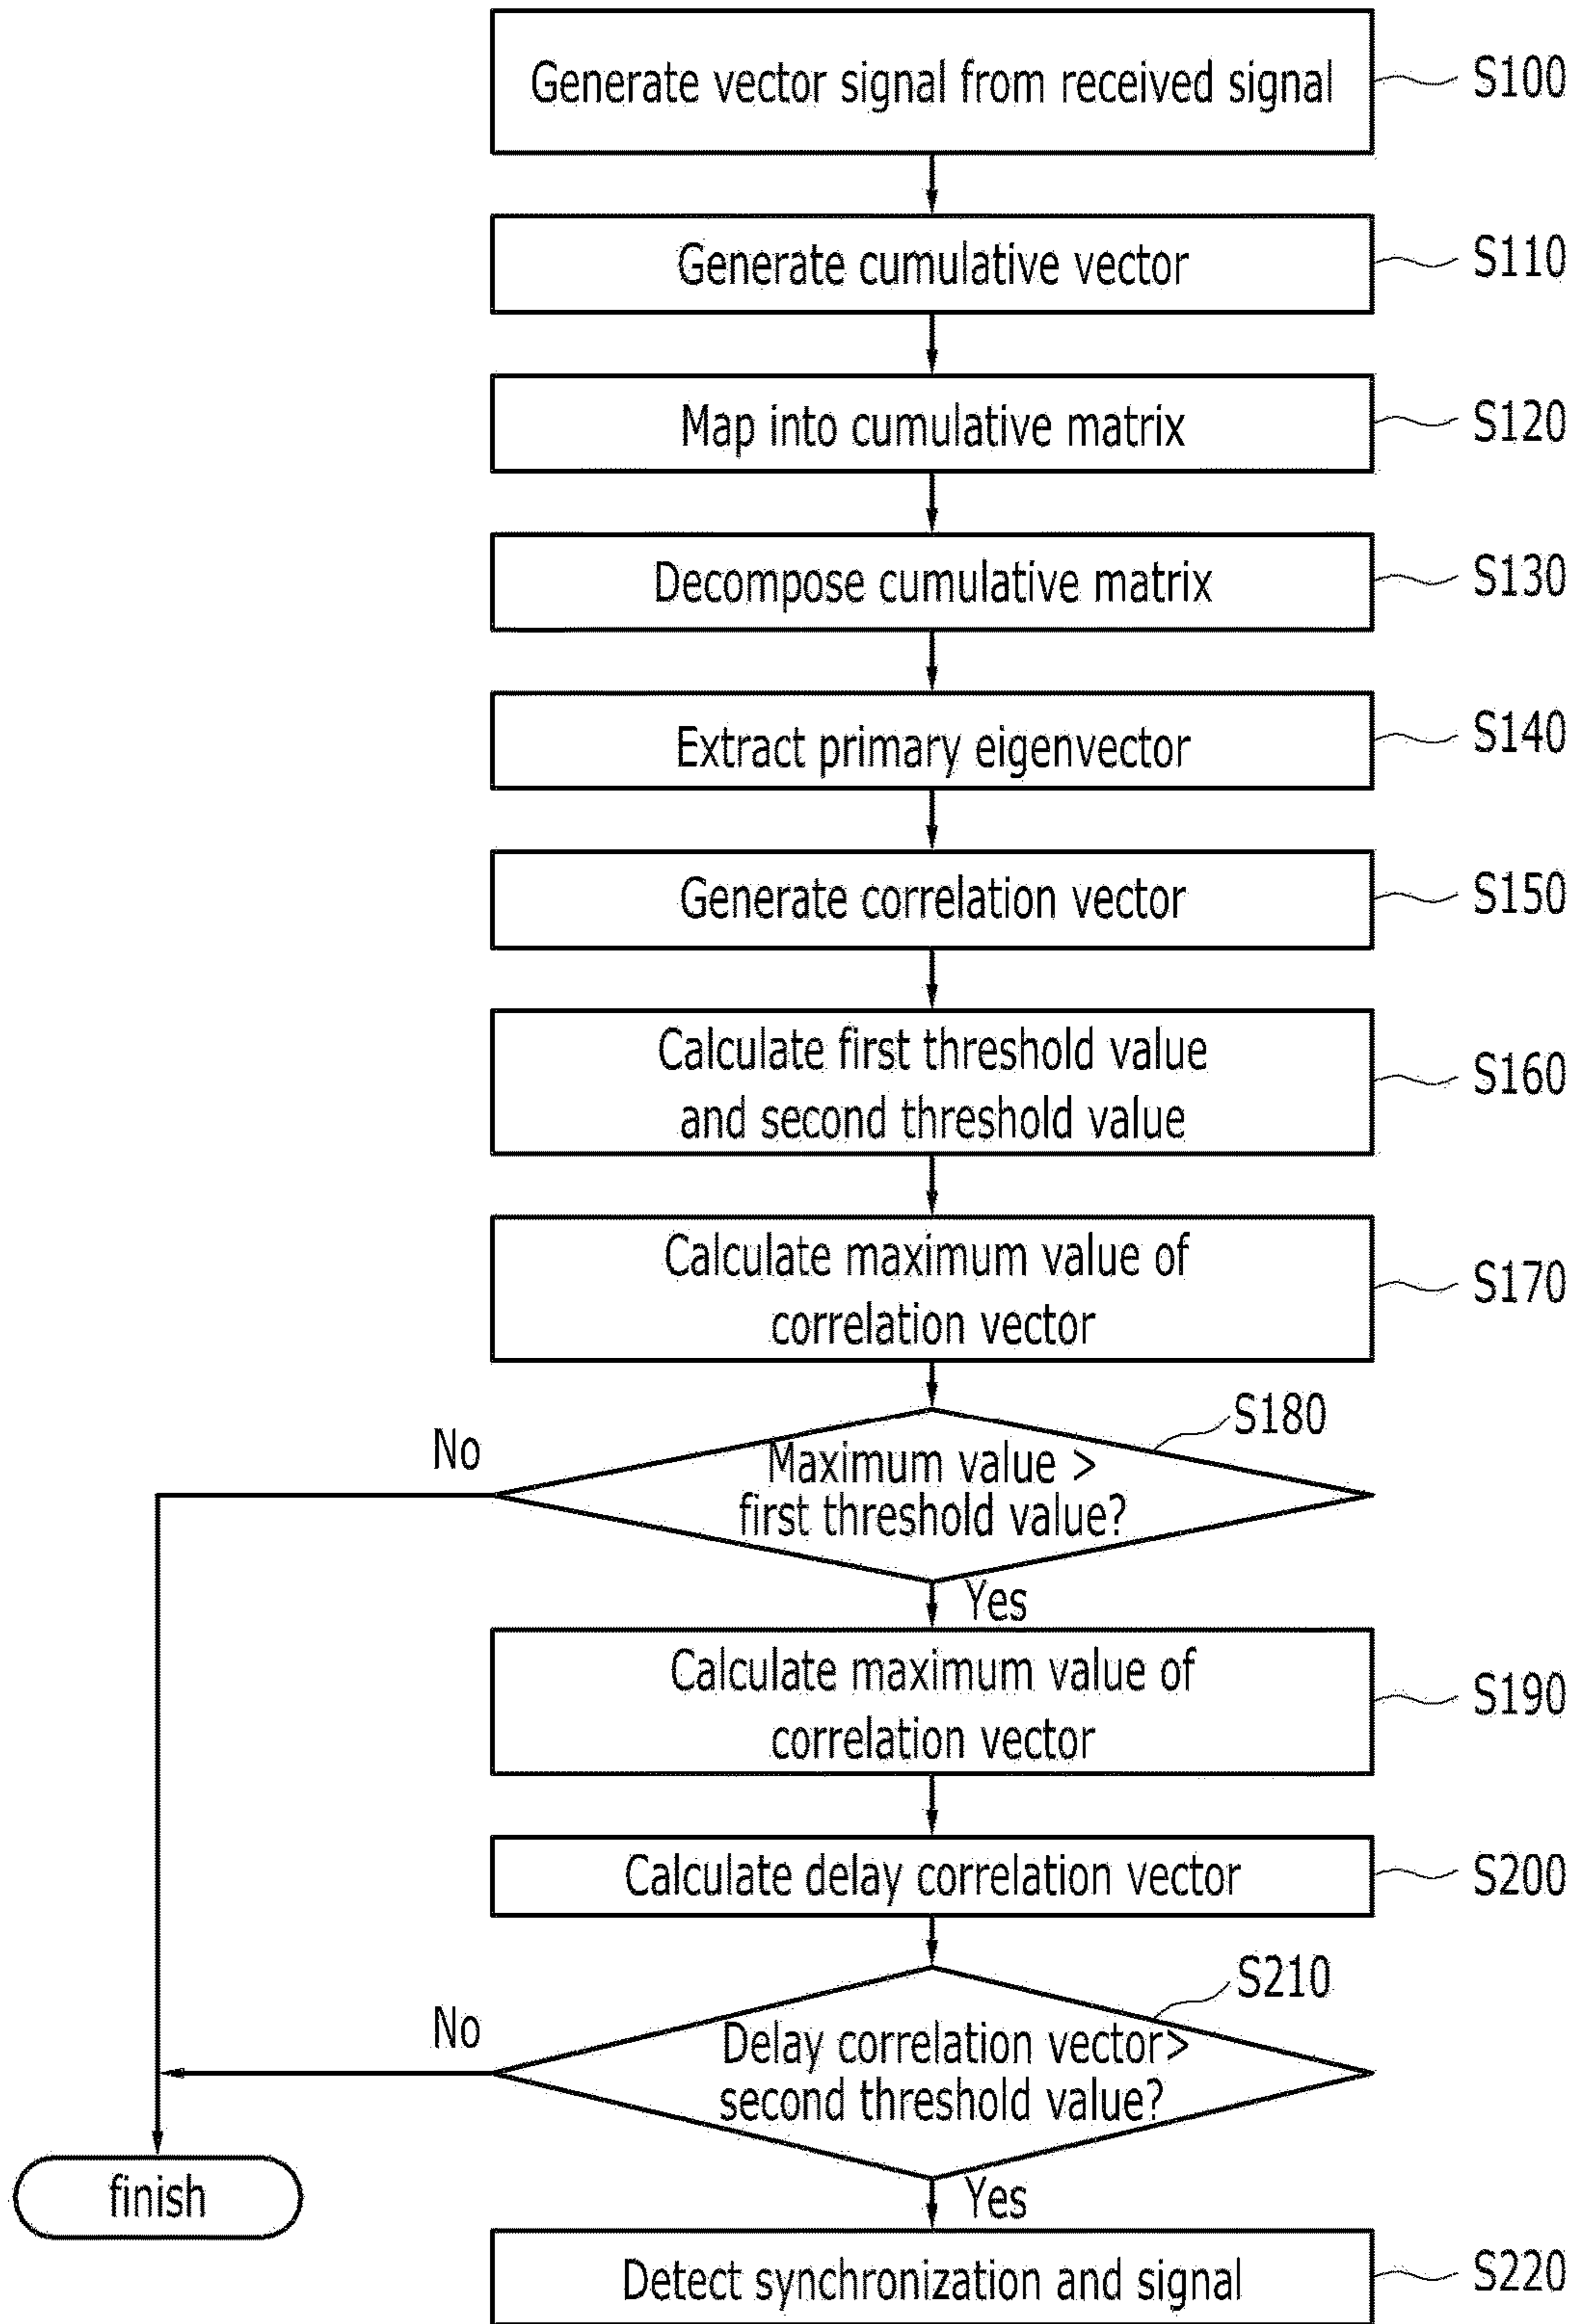 Generate vector signal from received signal
S100
Generate cumulative vector
S110
Map into cumulative matrix
S120
Decompose cumulative matrix
S130
Extract primary eigenvector
S140
Generate correlation vector
S150
Calculate first threshold value
and second threshold value
S160
Calculate maximum value of
correlation vector
S170
S180
No
Maximum value >
first threshold value?
Yes
Calculate maximum value of
correlation vector
S190
Calculate delay correlation vector
S200
S210
No
Delay correlation vector>
second threshold value?
finish
Yes
Detect synchronization and signal
S220